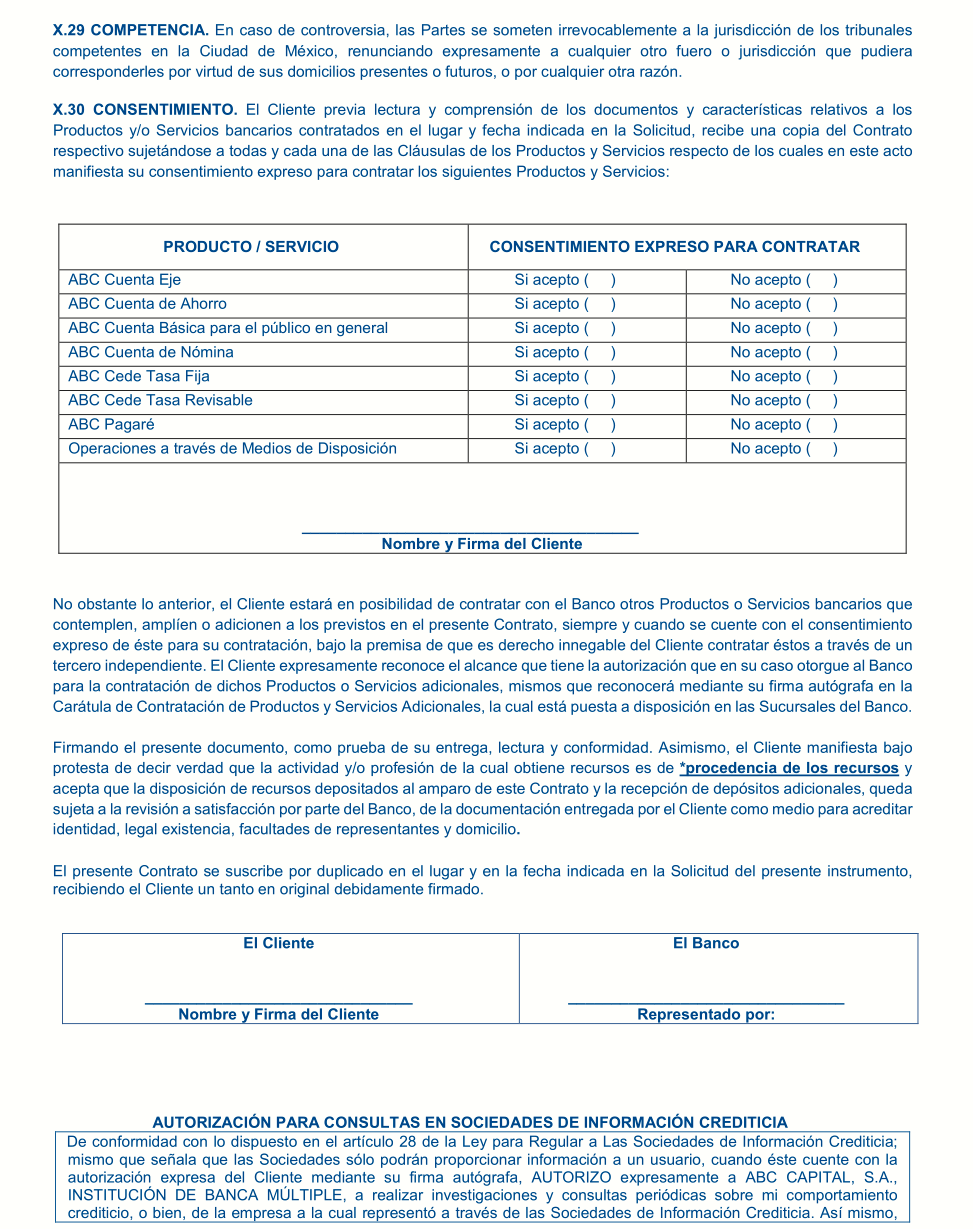 X.29 COMPETENCIA. En caso de controversia, las Partes se someten irrevocablemente a la jurisdicción de los tribunales
competentes en la Ciudad de México, renunciando expresamente a cualquier otro fuero o jurisdicción que pudiera
corresponderles por virtud de sus domicilios presentes o futuros, o por cualquier otra razón.
X.30 CONSENTIMIENTO. El Cliente previa lectura y comprensión de los documentos y características relativos a los
Productos y/o Servicios bancarios contratados en el lugar y fecha indicada en la Solicitud, recibe una copia del Contrato
respectivo sujetándose a todas y cada una de las Cláusulas de los Productos y Servicios respecto de los cuales en este acto
manifiesta su consentimiento expreso para contratar los siguientes Productos y Servicios:
PRODUCTO / SERVICIO CONSENTIMIENTO EXPRESO PARA CONTRATAR
ABC Cuenta Eje Si acepto ( ) No acepto ( )
ABC Cuenta de Ahorro Si acepto ( ) No acepto ( )
ABC Cuenta Básica para el público en general Si acepto ( ) No acepto ( )
ABC Cuenta de Nómina Si acepto ( ) No acepto ( )
ABC Cede Tasa Fija Si acepto ( ) No acepto ( )
ABC Cede Tasa Revisable Si acepto ( ) No acepto ( )
ABC Pagaré Si acepto ( ) No acepto ( )
Operaciones a través de Medios de Disposición Si acepto ( ) No acepto ( )
Nombre y Firma del Cliente
No obstante lo anterior, el Cliente estará en posibilidad de contratar con el Banco otros Productos o Servicios bancarios que
contemplen, amplíen o adicionen a los previstos en el presente Contrato, siempre y cuando se cuente con el consentimiento
expreso de éste para su contratación, bajo la premisa de que es derecho innegable del Cliente contratar éstos a través de un
tercero independiente. El Cliente expresamente reconoce el alcance que tiene la autorización que en su caso otorgue al Banco
para la contratación de dichos Productos o Servicios adicionales, mismos que reconocerá mediante su firma autógrafa en la
Carátula de Contratación de Productos y Servicios Adicionales, la cual está puesta a disposición en las Sucursales del Banco.
Firmando el presente documento, como prueba de su entrega, lectura y conformidad. Asimismo, el Cliente manifiesta bajo
protesta de decir verdad que la actividad y/o profesión de la cual obtiene recursos es de *procedencia de los recursos y
acepta que la disposición de recursos depositados al amparo de este Contrato y la recepción de depósitos adicionales, queda
sujeta a la revisión a satisfacción por parte del Banco, de la documentación entregada por el Cliente como medio para acreditar
identidad, legal existencia, facultades de representantes y domicilio.
El presente Contrato se suscribe por duplicado en el lugar y en la fecha indicada en la Solicitud del presente instrumento,
recibiendo el Cliente un tanto en original debidamente firmado.
El Cliente El Banco
Nombre y Firma del Cliente Representado por:
AUTORIZACIÓN PARA CONSULTAS EN SOCIEDADES DE INFORMACIÓN CREDITICIA
De conformidad con lo dispuesto en el artículo 28 de la Ley para Regular a Las Sociedades de Información Crediticia;
mismo que señala que las Sociedades sólo podrán proporcionar información a un usuario, cuando éste cuente con la
autorización expresa del Cliente mediante su firma autógrafa, AUTORIZO expresamente a ABC CAPITAL, S.A.,
INSTITUCIÓN DE BANCA MÚLTIPLE, a realizar investigaciones y consultas periódicas sobre mi comportamiento
crediticio, o bien, de la empresa a la cual representó a través de las Sociedades de Información Crediticia. Así mismo,